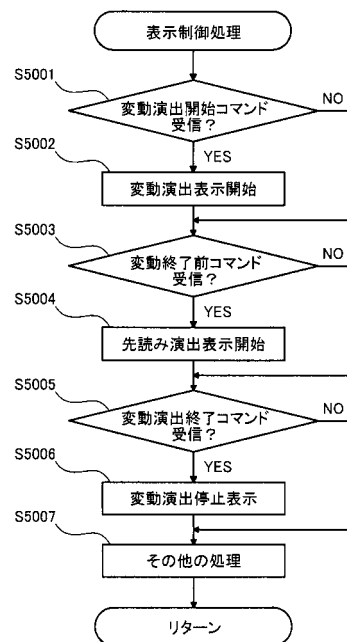 表示制御処理
S5001
変動演出開始コマンド
受信？
NO
YES
S5002
変動演出表示開始
S5003
変動終了前コマンド
受信？
NO
YES
S5004
先読み演出表示開始
S5005
変動演出終了コマンド
受信？
NO
YES
S5006
変動演出停止表示
S5007
その他の処理
リターン